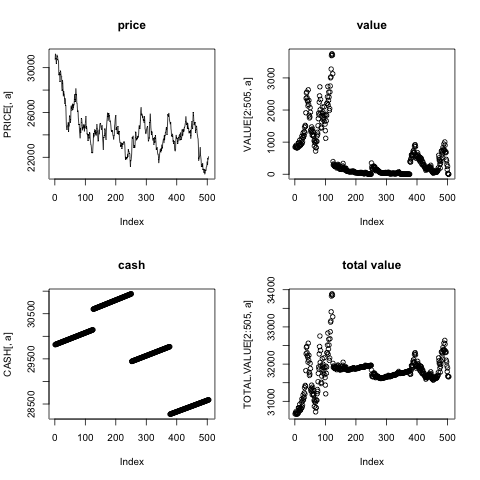 price
PRICE[, a]
22000 26000 30000
0 100 200 300 400 500
Index
value
VALUE[2:505, a]
0 1000 2000 3000
0 100 200 300 400 500
Index
cash
CASH[, a]
28500 29500 30500
0 100 200 300 400 500
Index
total value
TOTAL.VALUE[2:505, a]
31000 32000 33000 34000
0 100 200 300 400 500
Index